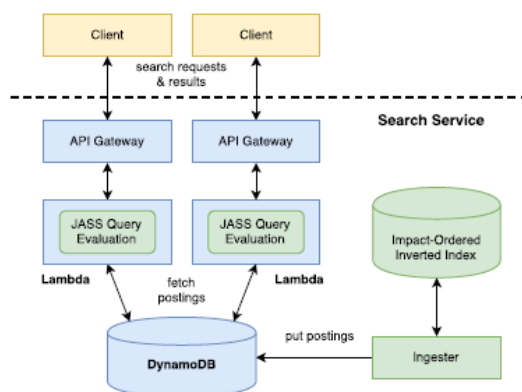 Client
Client
search requests
& results
Search Service
API Gateway
API Gateway
JASS Query
Evaluation
JASS Query
Evaluation
Impact-Ordered
Inverted Index
Lambda
Lambda
fetch
postings
put postings
DynamoDB
Ingester